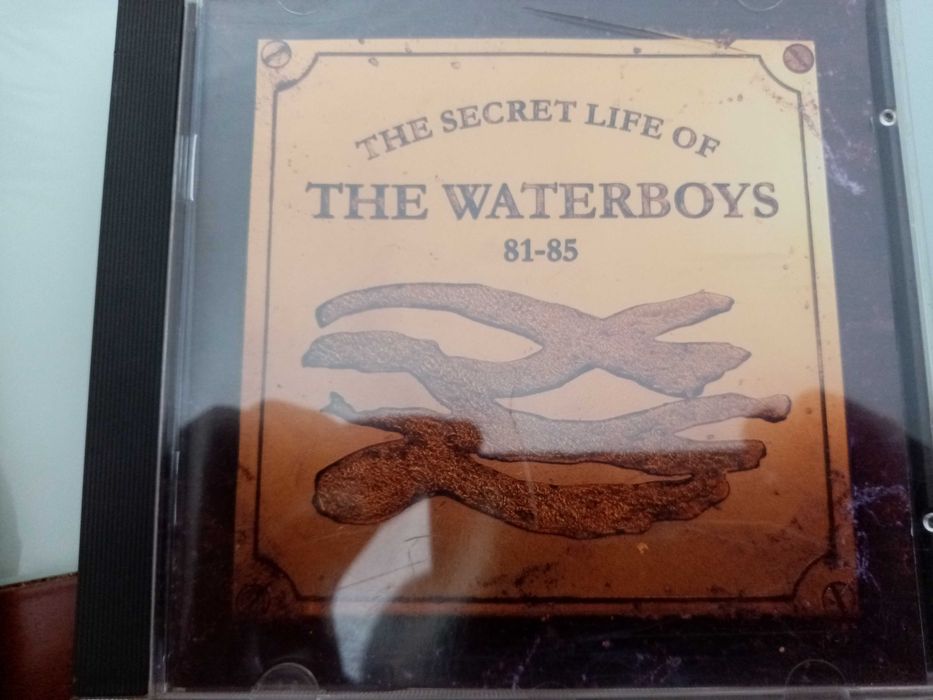 THE SECRET LIFE OF
THE WATERBOYS
81-85